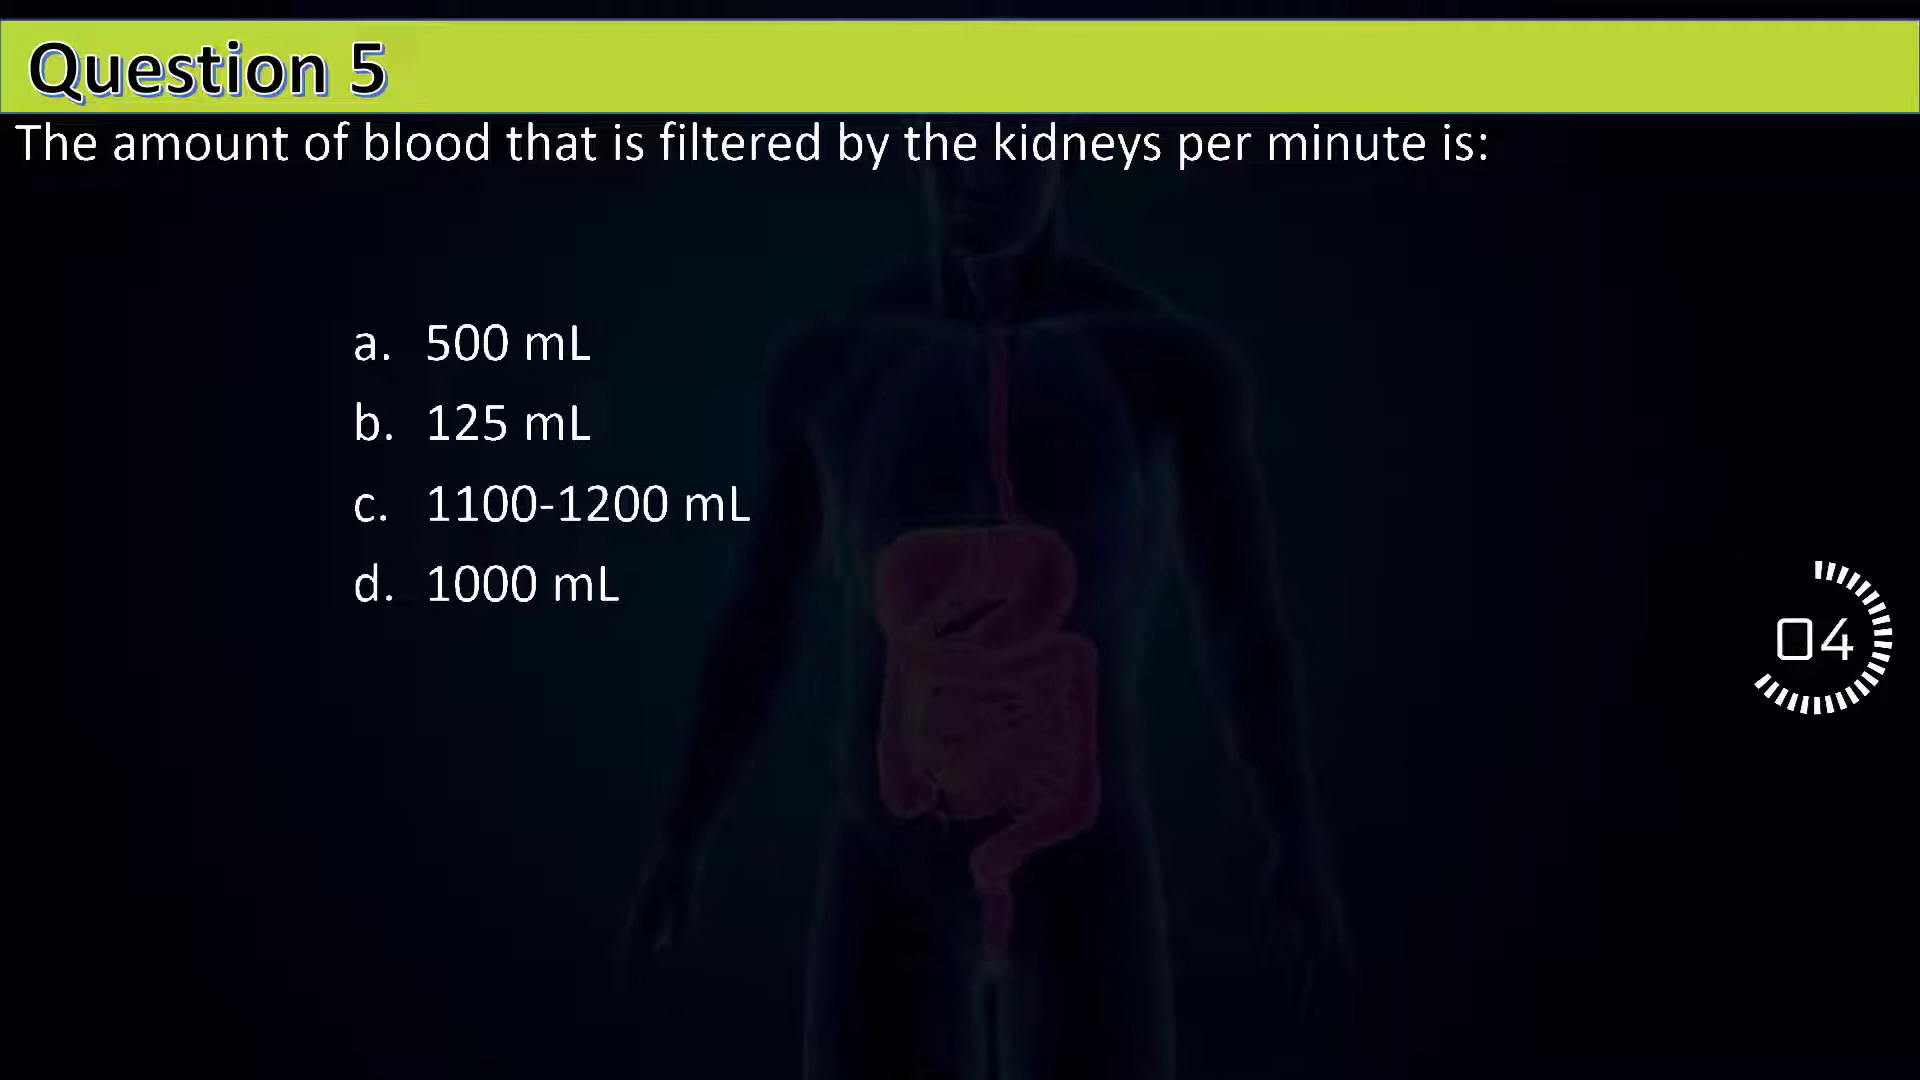 Question 5
The amount of blood that is filtered by the kidneys per minute is:
a. 500 mL
b. 125 mL
c. 1100-1200 mL
d. 1000 mL
04